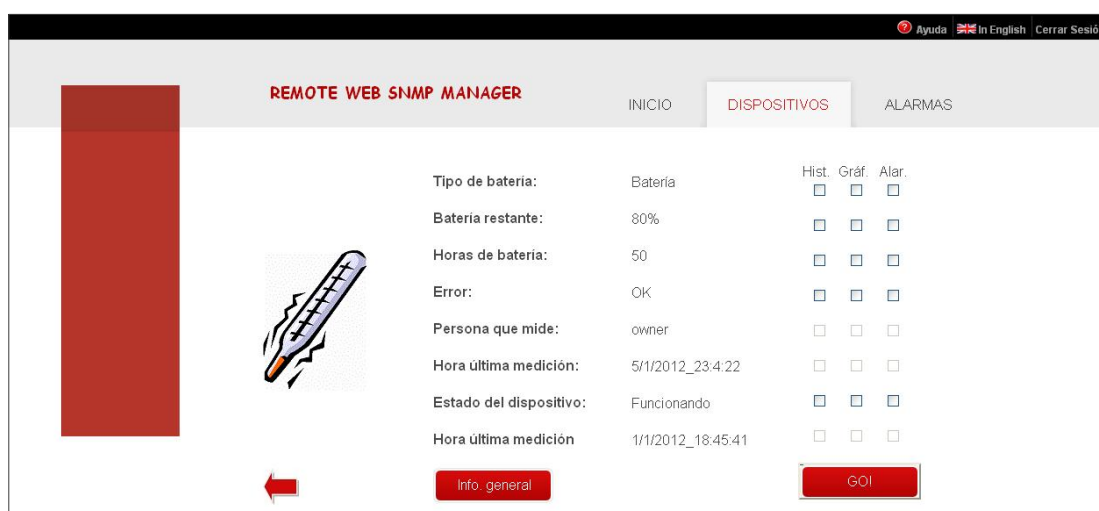 Ayuda In English Cerrar Sesió
REMOTE WEB SNMP MANAGER
INICIO DISPOSITIVOS ALARMAS
Hist. Gráf. Alar.
Tipo de batería: Batería
Batería restante: 80%
Horas de batería: 50
Error: OK
Persona que mide: owner
Hora última medición: 5/1/2012_23:4:22
Estado del dispositivo: Funcionando
Hora última medición 1/1/2012_18:45:41
Info. general GO!